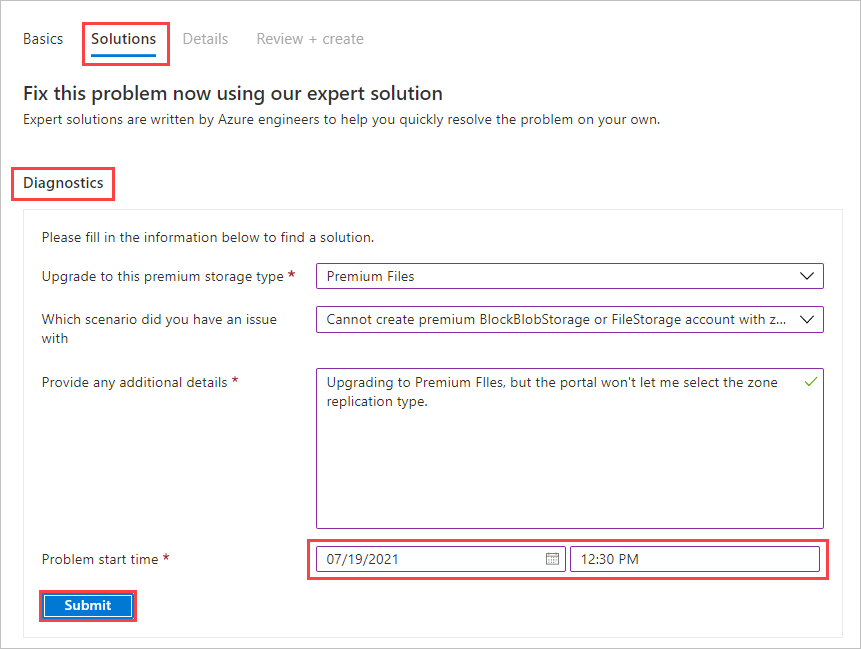 Basics
Solutions
Details
Review + create
Fix this problem now using our expert solution
Expert solutions are written by Azure engineers to help you quickly resolve the problem on your own.
Diagnostics
Please fill in the information below to find a solution.
Upgrade to this premium storage type *
Premium Files
Which scenario did you have an issue
with
Cannot create premium BlockBlobStorage or FileStorage account with z...
Provide any additional details *
Upgrading to Premium FIles, but the portal won't let me select the zone
replication type.
Problem start time *
07/19/2021
12:30 PM
Submit